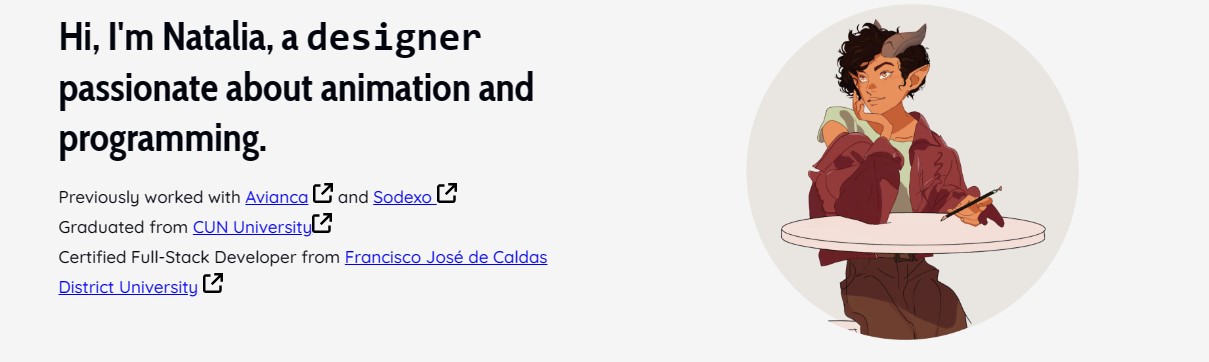 Hi, I'm Natalia, a designer
passionate about animation and
programming.
Previously worked with Avianca and Sodexo
Graduated from CUN University
Certified Full-Stack Developer from Francisco José de Caldas
District University